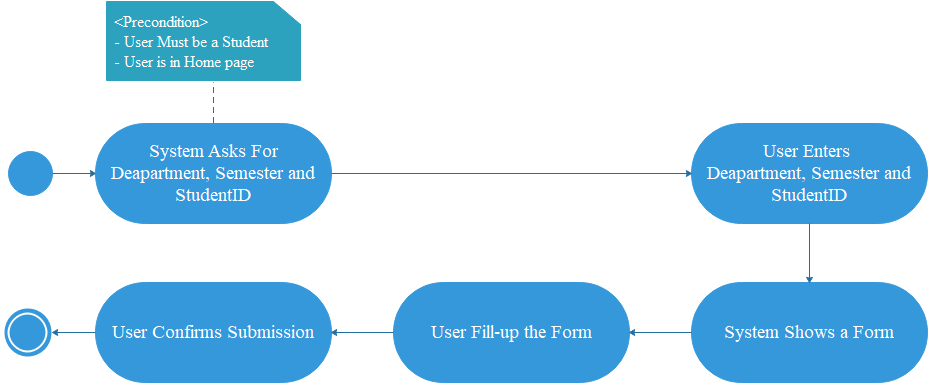 <Precondition>
- User Must be a Student
- User is in Home page
System Asks For
Deapartment, Semester and
StudentID
User Enters
Deapartment, Semester and
StudentID
System Shows a Form
User Fill-up the Form
User Confirms Submission